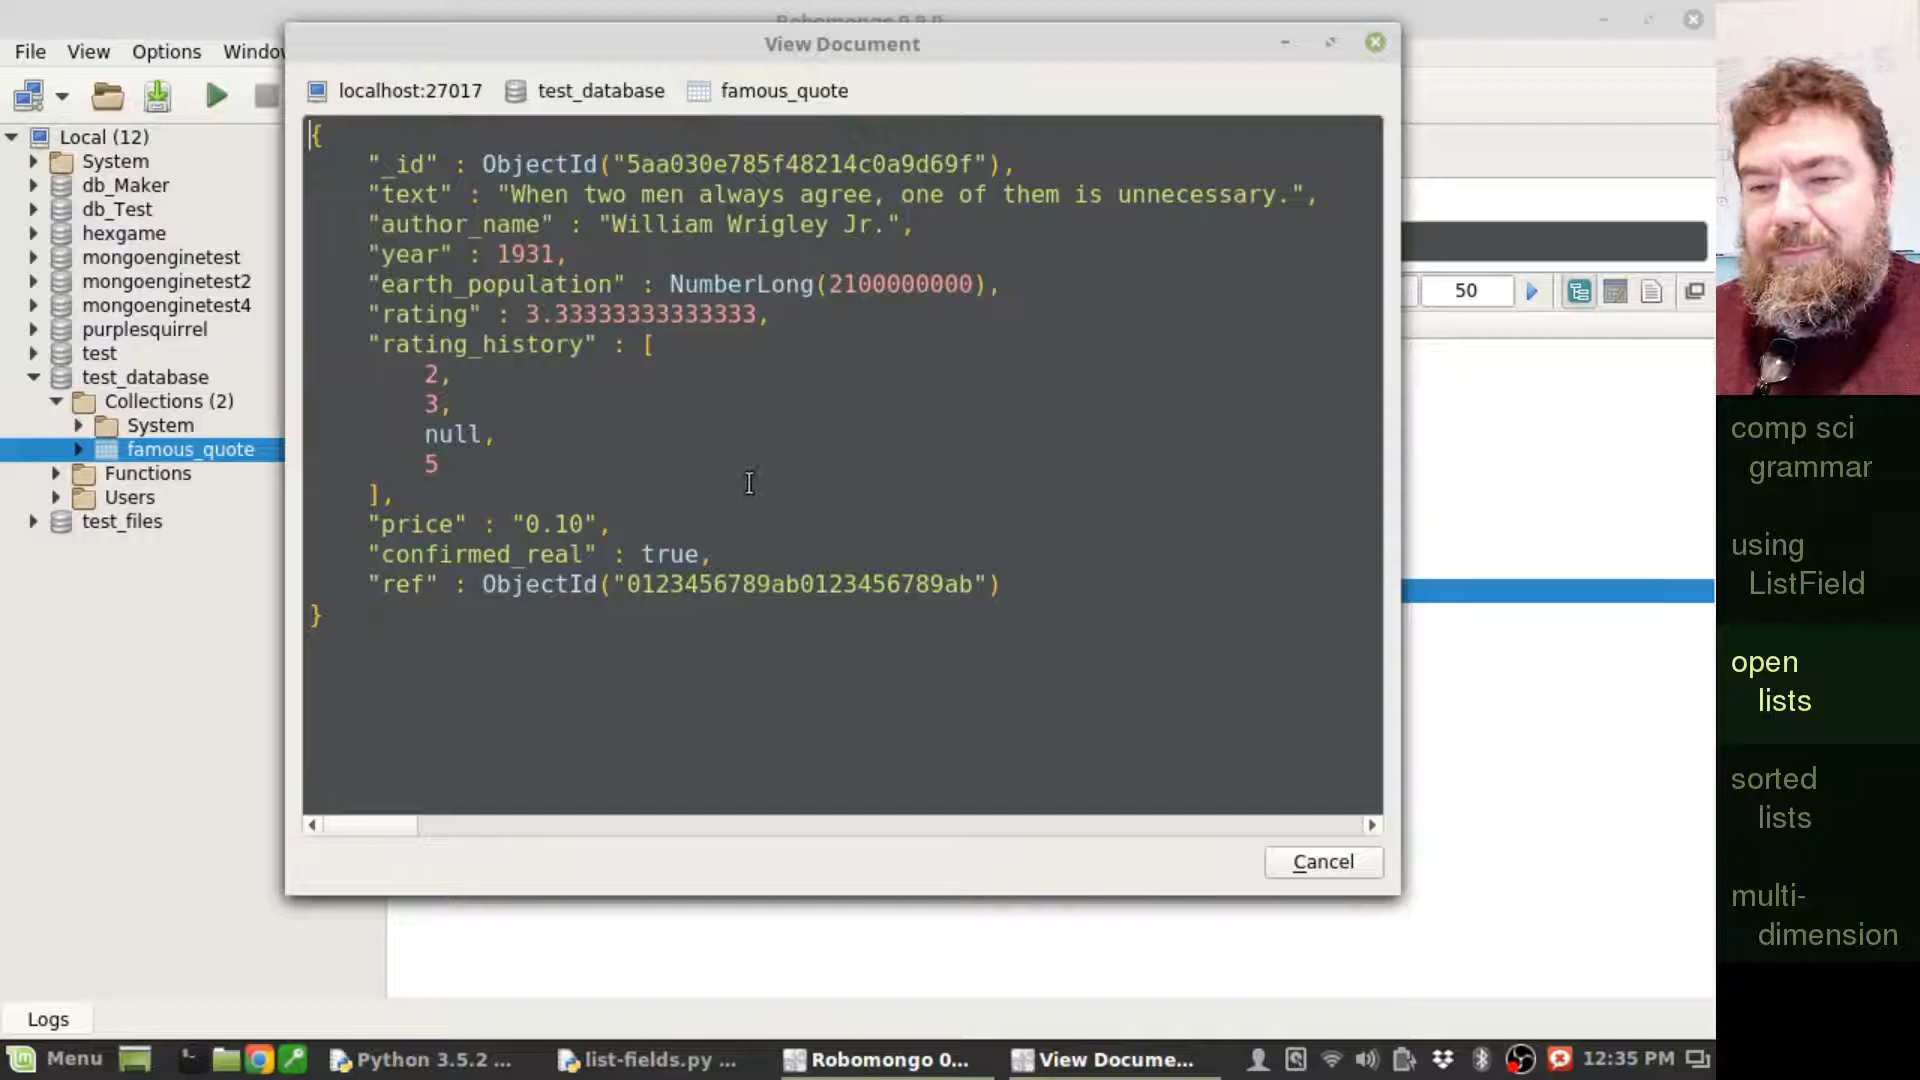 Robomongo 0.9.0
View Document
File View Options Window
localhost:27017 test_database famous_quote
Local (12)
System
db_Maker
db_Test
hexgame
mongoenginetest
mongoenginetest2
mongoenginetest4
purplesquirrel
test
test_database
Collections (2)
System
famous_quote
Functions
Users
test_files
{
"_id" : ObjectId("5aa030e785f48214c0a9d69f"),
"text" : "When two men always agree, one of them is unnecessary.",
"author_name" : "William Wrigley Jr.",
"year" : 1931,
"earth_population" : NumberLong(2100000000),
"rating" : 3.33333333333333,
"rating_history" : [
2,
3,
null,
5
],
"price" : "0.10",
"confirmed_real" : true,
"ref" : ObjectId("0123456789ab0123456789ab")
}
Cancel
50
comp sci
grammar
using
ListField
open
lists
sorted
lists
multi-
dimension
Logs
Menu Python 3.5.2 ... list-fields.py ... Robomongo 0... View Docume... 12:35 PM